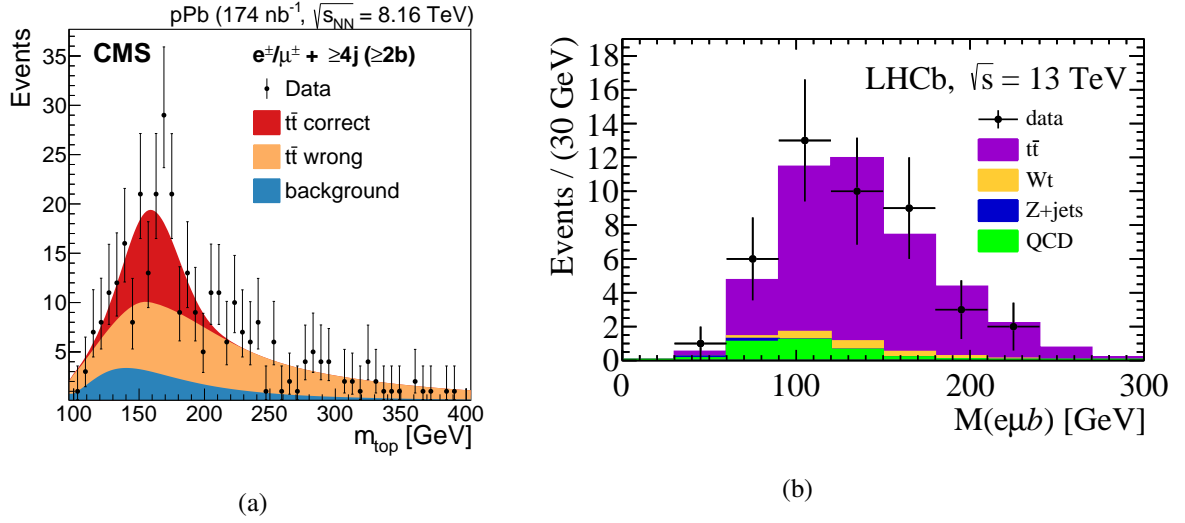 pPb (174 nb⁻¹, √s_NN = 8.16 TeV)
CMS
e±/μ± + ≥4j (≥2b)
Data
tt̄ correct
tt̄ wrong
background
Events
35
30
25
20
15
10
5
100 150 200 250 300 350 400
m_top [GeV]
(a)
LHCb, √s = 13 TeV
data
tt̄
Wt
Z+jets
QCD
Events / (30 GeV)
18
16
14
12
10
8
6
4
2
0
0 100 200 300
M(eμb) [GeV]
(b)